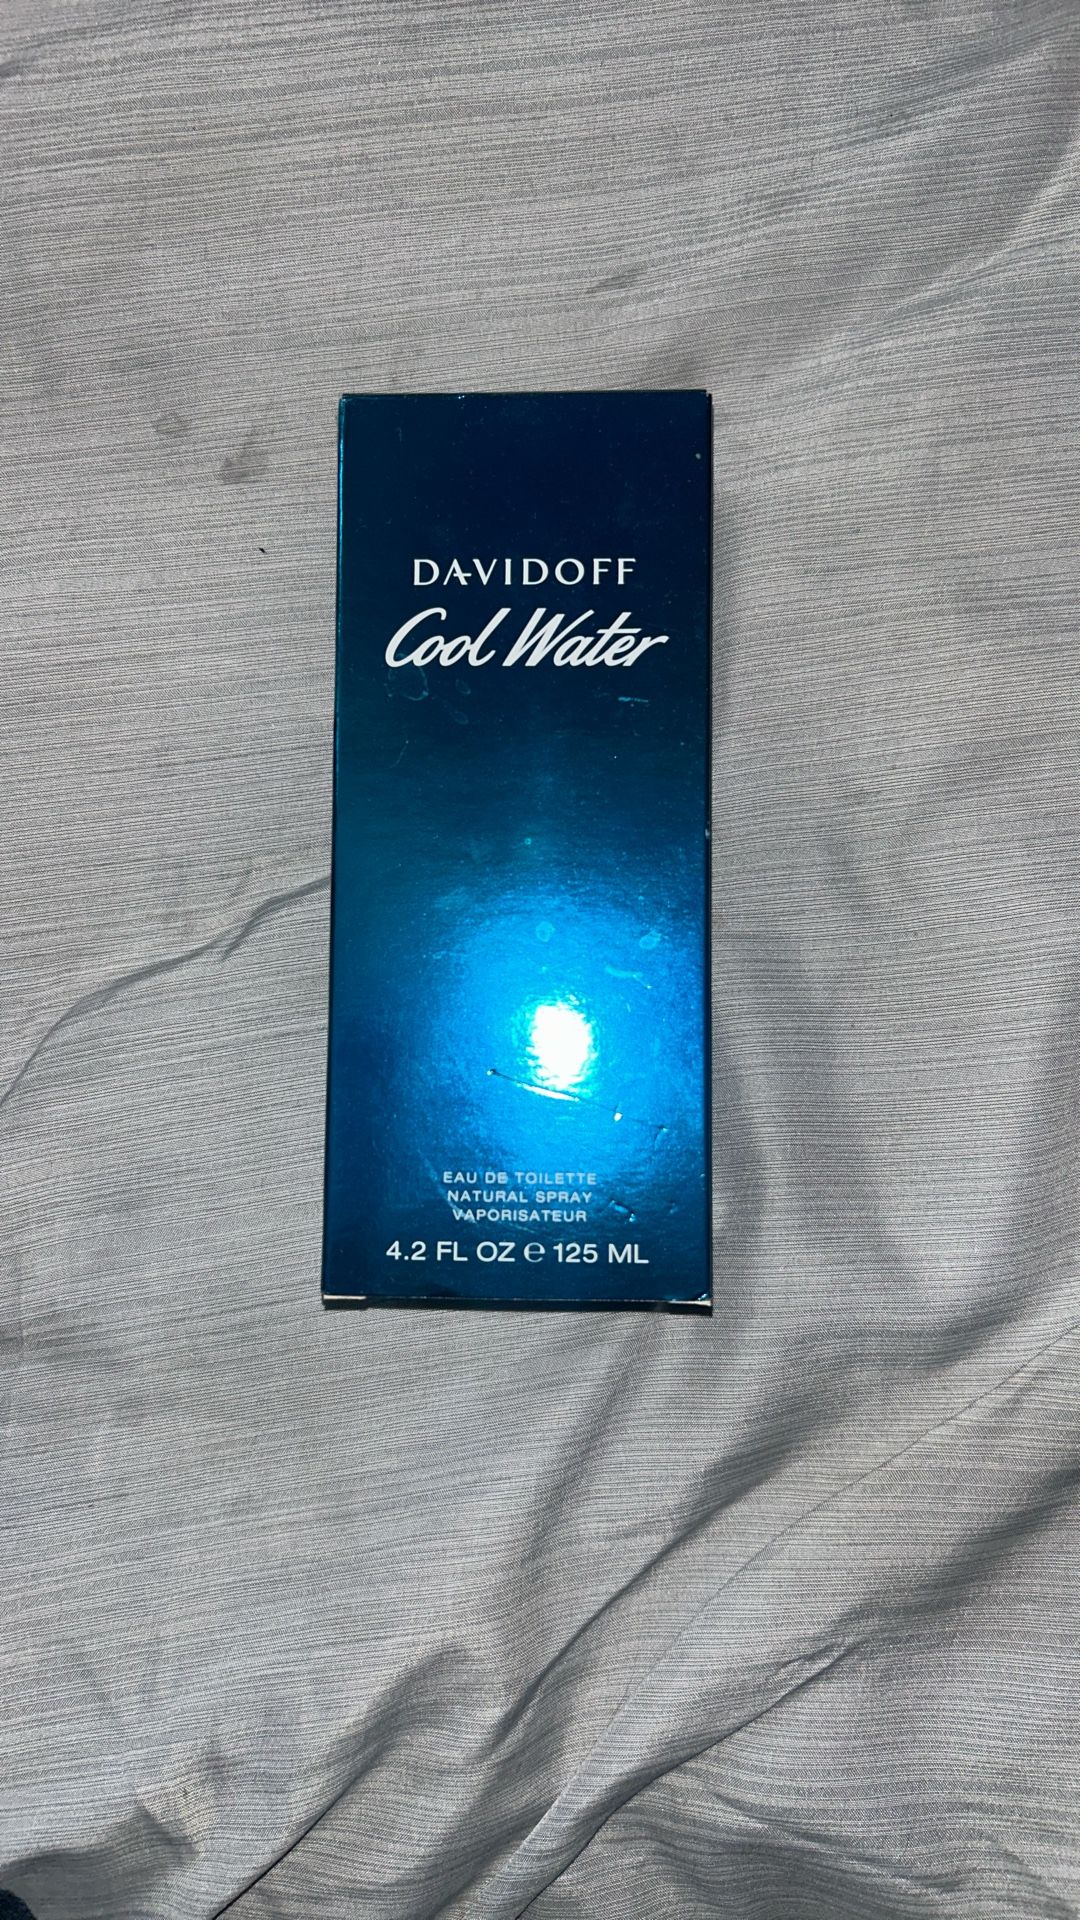 DAVIDOFF
Cool Water
EAU DE TOILETTE
NATURAL SPRAY
VAPORISATEUR
4.2 FL OZ ℮ 125 ML